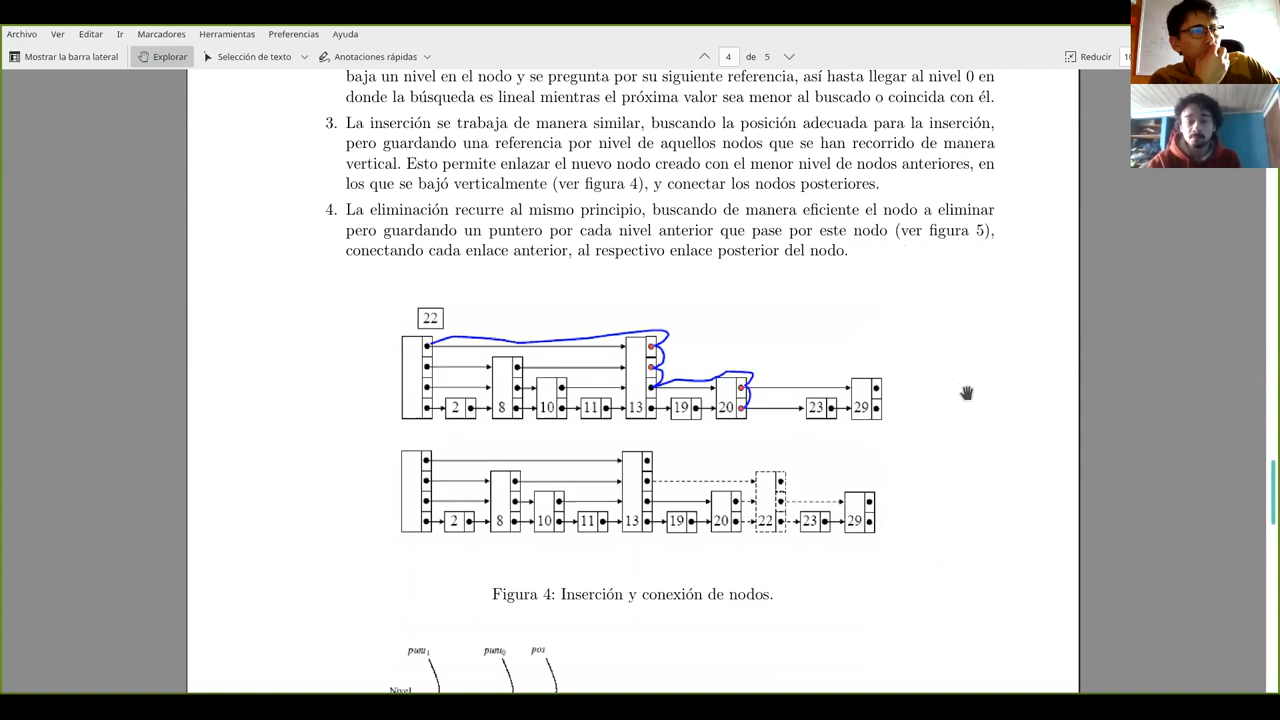 Archivo Ver Editar Ir Marcadores Herramientas Preferencias Ayuda
Mostrar la barra lateral Explorar Selección de texto Anotaciones rápidas 4 de 5 Reducir
baja un nivel en el nodo y se pregunta por su siguiente referencia, así hasta llegar al nivel 0 en
donde la búsqueda es lineal mientras el próxima valor sea menor al buscado o coincida con él.
3. La inserción se trabaja de manera similar, buscando la posición adecuada para la inserción,
pero guardando una referencia por nivel de aquellos nodos que se han recorrido de manera
vertical. Esto permite enlazar el nuevo nodo creado con el menor nivel de nodos anteriores, en
los que se bajó verticalmente (ver figura 4), y conectar los nodos posteriores.
4. La eliminación recurre al mismo principio, buscando de manera eficiente el nodo a eliminar
pero guardando un puntero por cada nivel anterior que pase por este nodo (ver figura 5),
conectando cada enlace anterior, al respectivo enlace posterior del nodo.
22
2 8 10 11 13 19 20 23 29
2 8 10 11 13 19 20 22 23 29
Figura 4: Inserción y conexión de nodos.
punt1 punt0 pos
Nivel